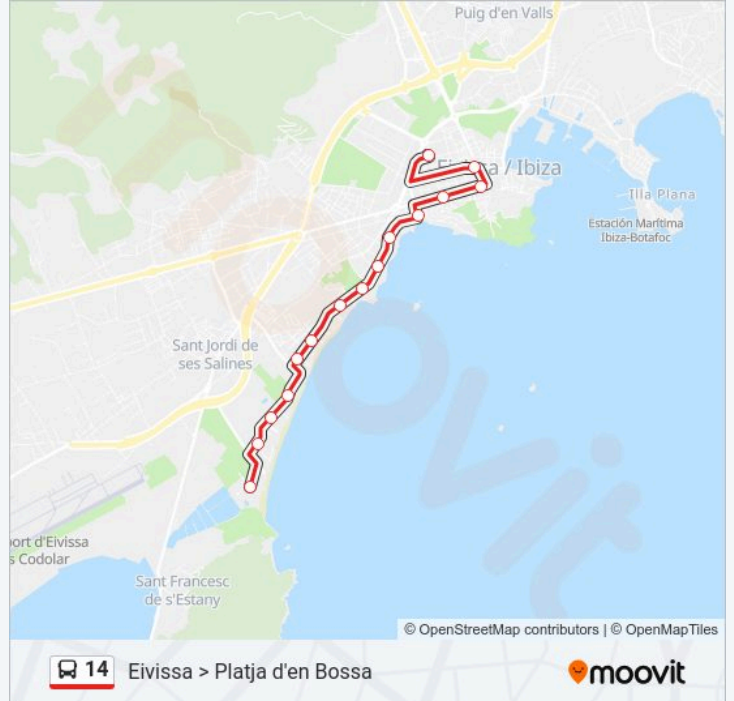 Puig d'en Valls
Eivissa / Ibiza
Illa Plana
Estación Marítima
Ibiza-Botafoc
Sant Jordi de
ses Salines
ort d'Eivissa
s Codolar
Sant Francesc
de s'Estany
© OpenStreetMap contributors | © OpenMapTiles
14 Eivissa > Platja d'en Bossa
moovit